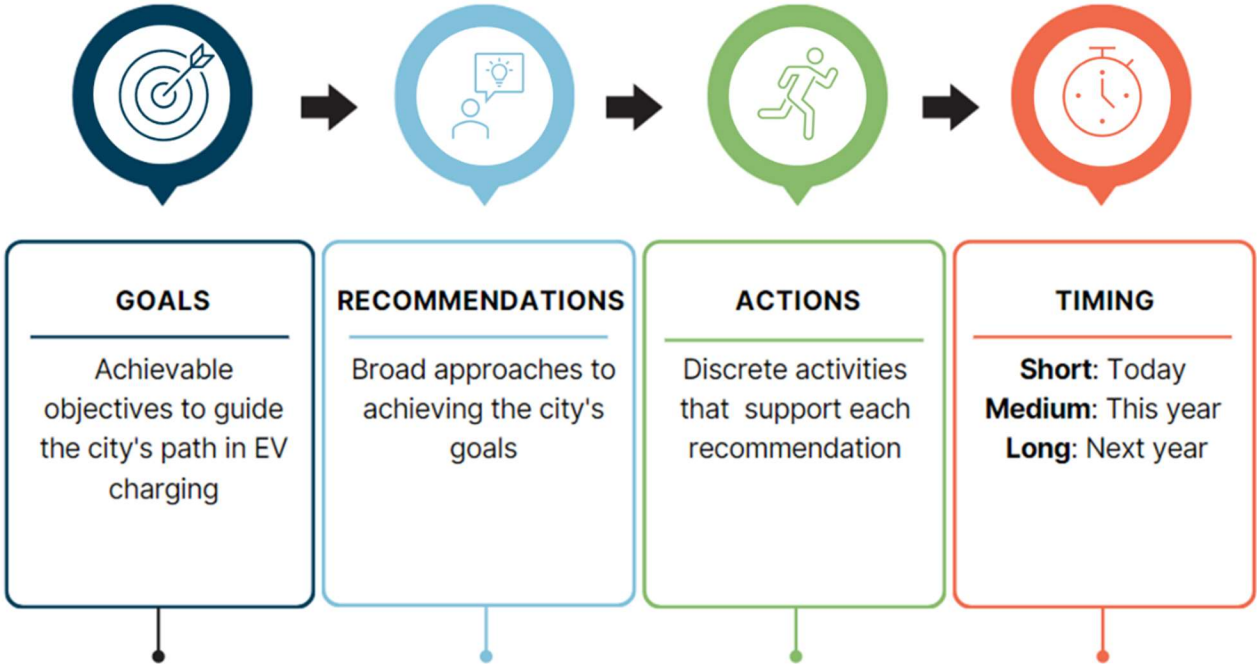 GOALS
Achievable
objectives to guide
the city's path in EV
charging
RECOMMENDATIONS
Broad approaches to
achieving the city's
goals
ACTIONS
Discrete activities
that support each
recommendation
TIMING
Short: Today
Medium: This year
Long: Next year